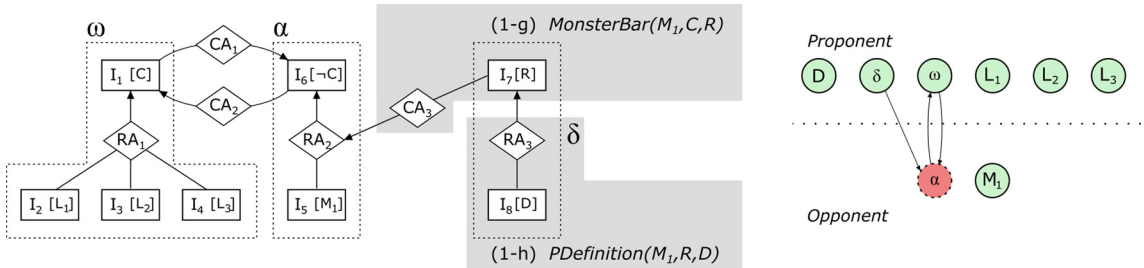 (1-g) MonsterBar(M₁,C,R)
ω
α
CA₁
I₁ [C]
I₆[¬C]
I₇[R]
CA₂
CA₃
RA₁
RA₂
RA₃
δ
I₂ [L₁]
I₃ [L₂]
I₄ [L₃]
I₅ [M₁]
I₈[D]
(1-h) PDefinition(M₁,R,D)
Proponent
D
δ
ω
L₁
L₂
L₃
α
M₁
Opponent